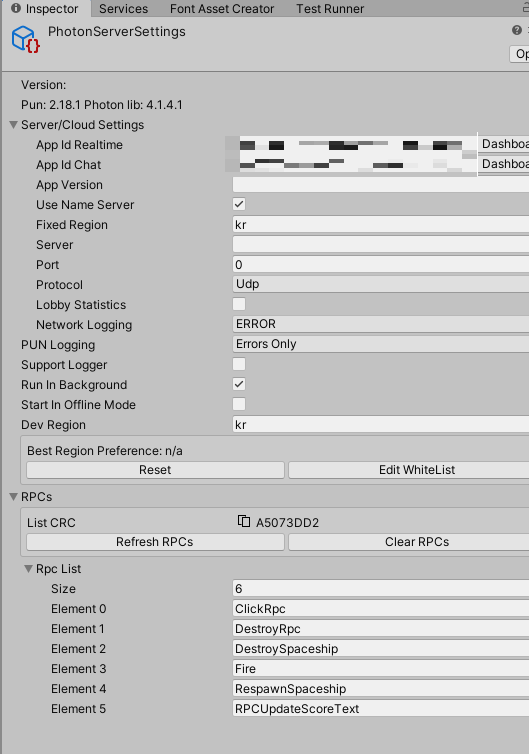 Inspector Services Font Asset Creator Test Runner
PhotonServerSettings
Version:
Pun: 2.18.1 Photon lib: 4.1.4.1
Server/Cloud Settings
App Id Realtime
App Id Chat
App Version
Use Name Server
Fixed Region kr
Server
Port 0
Protocol Udp
Lobby Statistics
Network Logging ERROR
PUN Logging Errors Only
Support Logger
Run In Background
Start In Offline Mode
Dev Region kr
Best Region Preference: n/a
Reset Edit WhiteList
RPCs
List CRC A5073DD2
Refresh RPCs Clear RPCs
Rpc List
Size 6
Element 0 ClickRpc
Element 1 DestroyRpc
Element 2 DestroySpaceship
Element 3 Fire
Element 4 RespawnSpaceship
Element 5 RPCUpdateScoreText